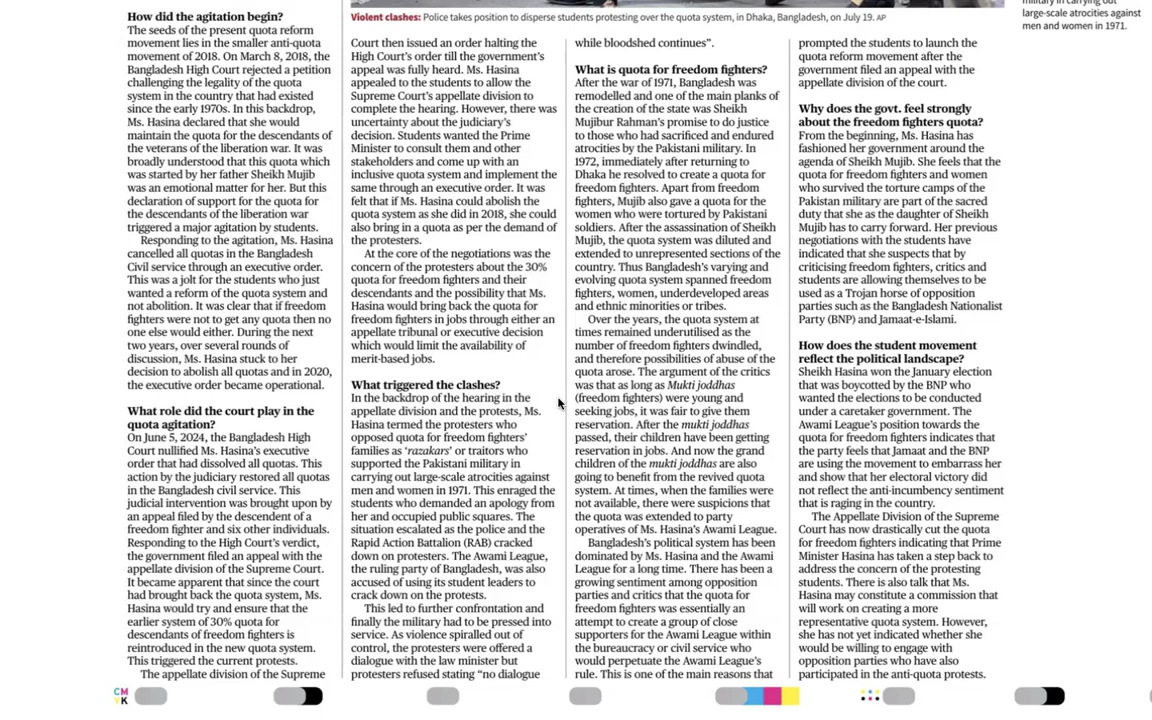 Violent clashes: Police takes position to disperse students protesting over the quota system, in Dhaka, Bangladesh, on July 19. AP
large-scale atrocities against
men and women in 1971.
How did the agitation begin?
The seeds of the present quota reform
movement lies in the smaller anti-quota
movement of 2018. On March 8, 2018, the
Bangladesh High Court rejected a petition
challenging the legality of the quota
system in the country that had existed
since the early 1970s. In this backdrop,
Ms. Hasina declared that she would
maintain the quota for the descendants of
the veterans of the liberation war. It was
broadly understood that this quota which
was started by her father Sheikh Mujib
was an emotional matter for her. But this
declaration of support for the quota for
the descendants of the liberation war
triggered a major agitation by students.
Responding to the agitation, Ms. Hasina
cancelled all quotas in the Bangladesh
Civil service through an executive order.
This was a jolt for the students who just
wanted a reform of the quota system and
not abolition. It was clear that if freedom
fighters were not to get any quota then no
one else would either. During the next
two years, over several rounds of
discussion, Ms. Hasina stuck to her
decision to abolish all quotas and in 2020,
the executive order became operational.
What role did the court play in the
quota agitation?
On June 5, 2024, the Bangladesh High
Court nullified Ms. Hasina's executive
order that had dissolved all quotas. This
action by the judiciary restored all quotas
in the Bangladesh civil service. This
judicial intervention was brought upon by
an appeal filed by the descendent of a
freedom fighter and six other individuals.
Responding to the High Court's verdict,
the government filed an appeal with the
appellate division of the Supreme Court.
It became apparent that since the court
had brought back the quota system, Ms.
Hasina would try and ensure that the
earlier system of 30% quota for
descendants of freedom fighters is
reintroduced in the new quota system.
This triggered the current protests.
The appellate division of the Supreme
Court then issued an order halting the
High Court's order till the government's
appeal was fully heard. Ms. Hasina
appealed to the students to allow the
Supreme Court's appellate division to
complete the hearing. However, there was
uncertainty about the judiciary's
decision. Students wanted the Prime
Minister to consult them and other
stakeholders and come up with an
inclusive quota system and implement the
same through an executive order. It was
felt that if Ms. Hasina could abolish the
quota system as she did in 2018, she could
also bring in a quota as per the demand of
the protesters.
At the core of the negotiations was the
concern of the protesters about the 30%
quota for freedom fighters and their
descendants and the possibility that Ms.
Hasina would bring back the quota for
freedom fighters in jobs through either an
appellate tribunal or executive decision
which would limit the availability of
merit-based jobs.
What triggered the clashes?
In the backdrop of the hearing in the
appellate division and the protests, Ms.
Hasina termed the protesters who
opposed quota for freedom fighters'
families as 'razakars' or traitors who
supported the Pakistani military in
carrying out large-scale atrocities against
men and women in 1971. This enraged the
students who demanded an apology from
her and occupied public squares. The
situation escalated as the police and the
Rapid Action Battalion (RAB) cracked
down on protesters. The Awami League,
the ruling party of Bangladesh, was also
accused of using its student leaders to
crack down on the protests.
This led to further confrontation and
finally the military had to be pressed into
service. As violence spiralled out of
control, the protesters were offered a
dialogue with the law minister but
protesters refused stating “no dialogue
while bloodshed continues”.
What is quota for freedom fighters?
After the war of 1971, Bangladesh was
remodelled and one of the main planks of
the creation of the state was Sheikh
Mujibur Rahman's promise to do justice
to those who had sacrificed and endured
atrocities by the Pakistani military. In
1972, immediately after returning to
Dhaka he resolved to create a quota for
freedom fighters. Apart from freedom
fighters, Mujib also gave a quota for the
women who were tortured by Pakistani
soldiers. After the assassination of Sheikh
Mujib, the quota system was diluted and
extended to unrepresented sections of the
country. Thus Bangladesh's varying and
evolving quota system spanned freedom
fighters, women, underdeveloped areas
and ethnic minorities or tribes.
Over the years, the quota system at
times remained underutilised as the
number of freedom fighters dwindled,
and therefore possibilities of abuse of the
quota arose. The argument of the critics
was that as long as Mukti joddhas
(freedom fighters) were young and
seeking jobs, it was fair to give them
reservation. After the mukti joddhas
passed, their children have been getting
reservation in jobs. And now the grand
children of the mukti joddhas are also
going to benefit from the revived quota
system. At times, when the families were
not available, there were suspicions that
the quota was extended to party
operatives of Ms. Hasina's Awami League.
Bangladesh's political system has been
dominated by Ms. Hasina and the Awami
League for a long time. There has been a
growing sentiment among opposition
parties and critics that the quota for
freedom fighters was essentially an
attempt to create a group of close
supporters for the Awami League within
the bureaucracy or civil service who
would perpetuate the Awami League's
rule. This is one of the main reasons that
prompted the students to launch the
quota reform movement after the
government filed an appeal with the
appellate division of the court.
Why does the govt. feel strongly
about the freedom fighters quota?
From the beginning, Ms. Hasina has
fashioned her government around the
agenda of Sheikh Mujib. She feels that the
quota for freedom fighters and women
who survived the torture camps of the
Pakistan military are part of the sacred
duty that she as the daughter of Sheikh
Mujib has to carry forward. Her previous
negotiations with the students have
indicated that she suspects that by
criticising freedom fighters, critics and
students are allowing themselves to be
used as a Trojan horse of opposition
parties such as the Bangladesh Nationalist
Party (BNP) and Jamaat-e-Islami.
How does the student movement
reflect the political landscape?
Sheikh Hasina won the January election
that was boycotted by the BNP who
wanted the elections to be conducted
under a caretaker government. The
Awami League's position towards the
quota for freedom fighters indicates that
the party feels that Jamaat and the BNP
are using the movement to embarrass her
and show that her electoral victory did
not reflect the anti-incumbency sentiment
that is raging in the country.
The Appellate Division of the Supreme
Court has now drastically cut the quota
for freedom fighters indicating that Prime
Minister Hasina has taken a step back to
address the concern of the protesting
students. There is also talk that Ms.
Hasina may constitute a commission that
will work on creating a more
representative quota system. However,
she has not yet indicated whether she
would be willing to engage with
opposition parties who have also
participated in the anti-quota protests.
CM
YK